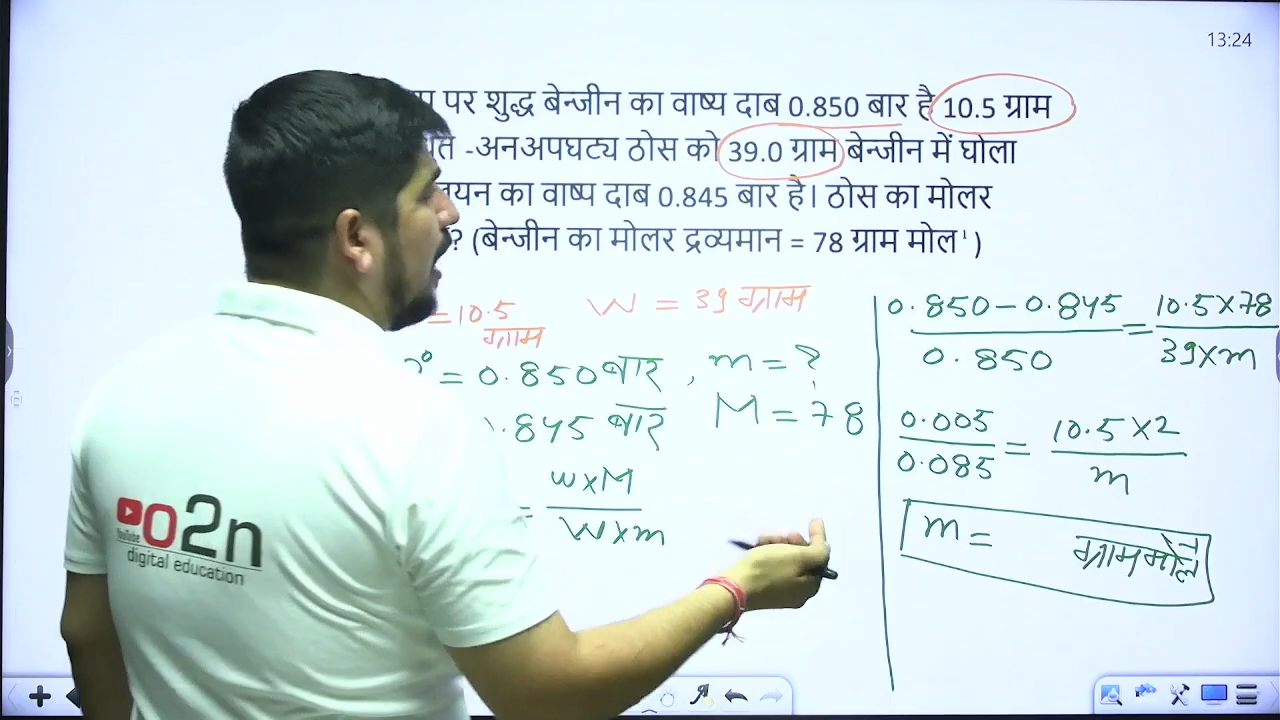 13:24
पर शुद्ध बेन्जीन का वाष्प दाब 0.850 बार है 10.5 ग्राम
-अनअपघट्य ठोस को 39.0 ग्राम बेन्जीन में घोला
का वाष्प दाब 0.845 बार है। ठोस का मोलर
? (बेन्जीन का मोलर द्रव्यमान = 78 ग्राम मोल¹)
= 10.5 ग्राम W = 39 ग्राम
° = 0.850 बार , m = ?
.845 बार M = 78
= w×M / W×m
0.850-0.845 / 0.850 = 10.5×78 / 39×m
0.005 / 0.085 = 10.5×2 / m
m = ग्राम मोल⁻¹
YouTube
o2n
digital education